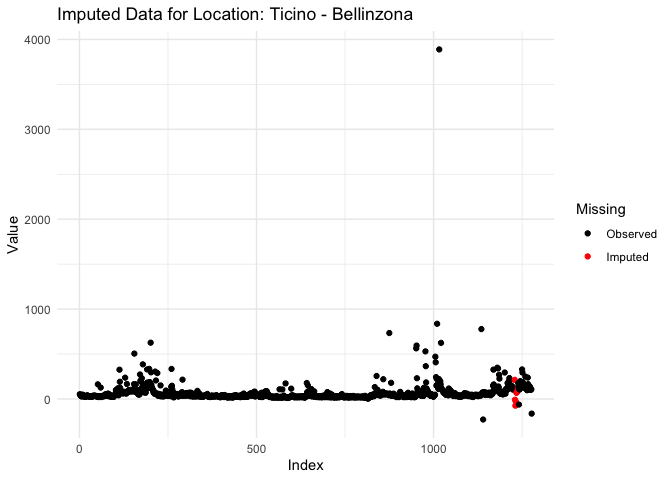 Imputed Data for Location: Ticino - Bellinzona
4000
3000
2000
1000
0
Value
0
500
1000
Index
Missing
Observed
Imputed